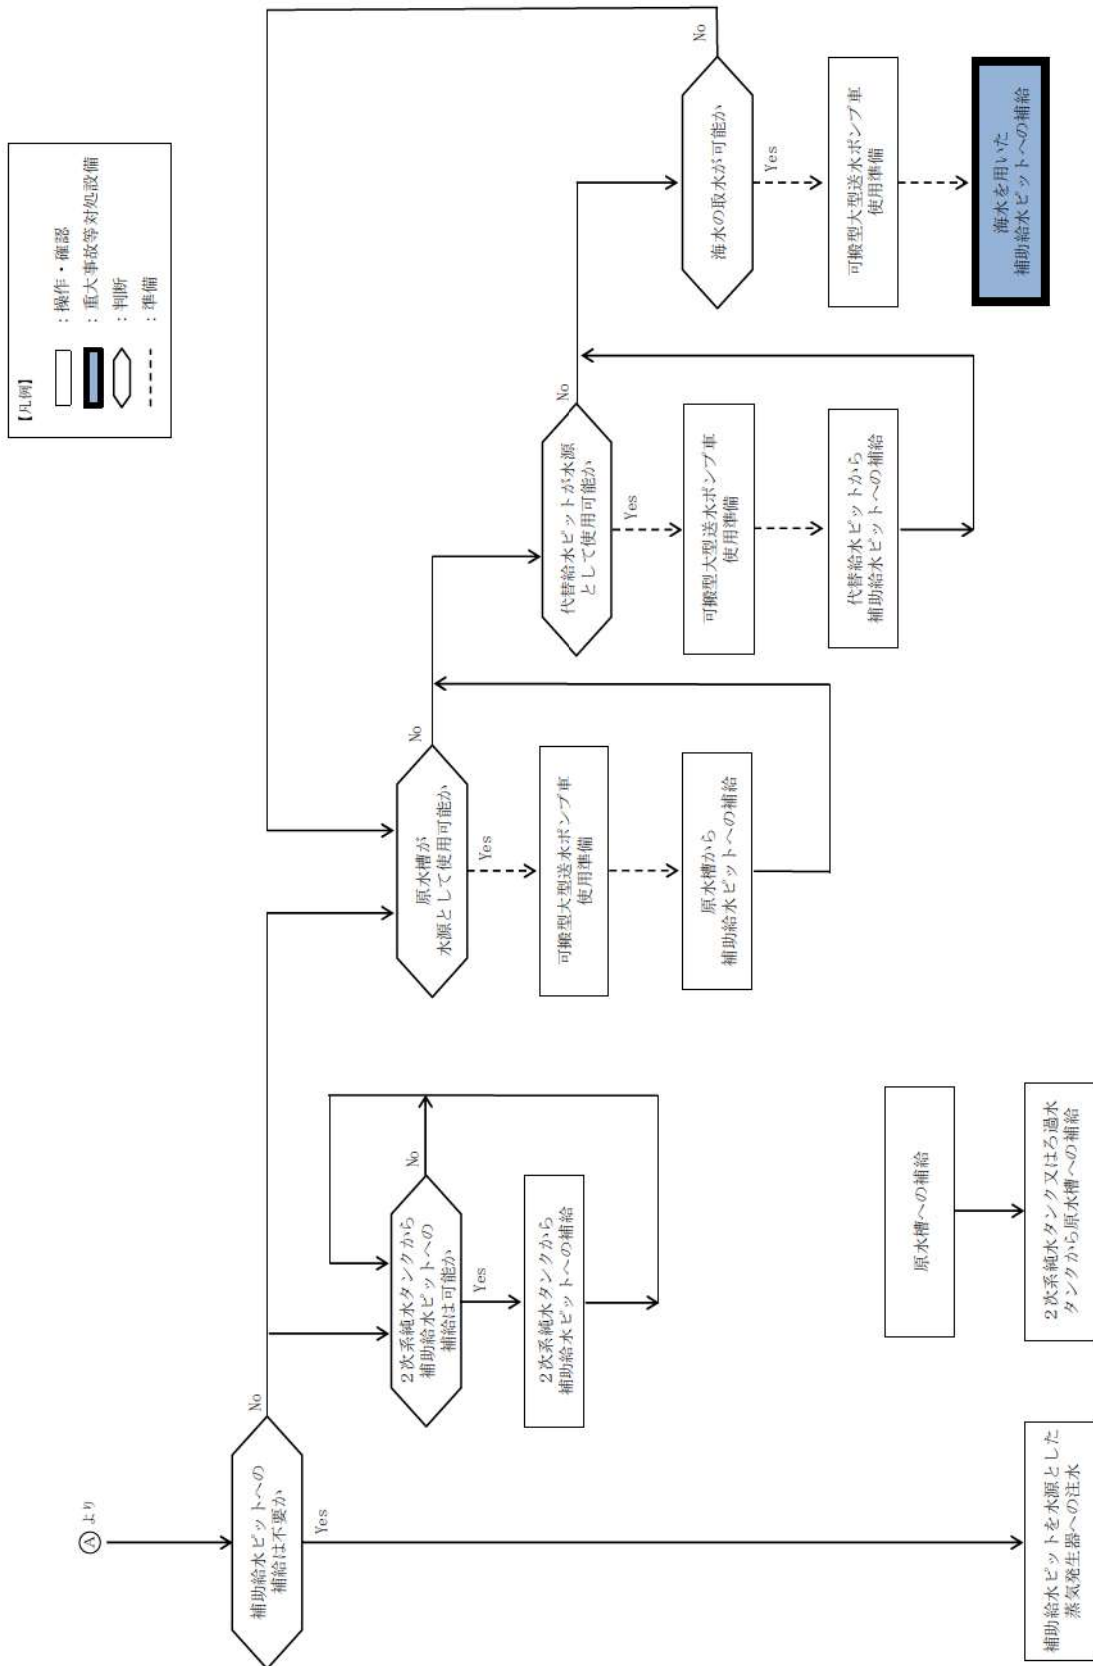 【凡例】
：操作・確認
：重大事故等対処設備
：判断
：準備
Ⓐより
補助給水ピットへの
補給は不要か
No
Yes
補助給水ピットを水源とした
蒸気発生器への注水
2次系純水タンクから
補助給水ピットへの
補給は可能か
No
Yes
2次系純水タンクから
補助給水ピットへの補給
原水槽への補給
2次系純水タンク又はろ過水
タンクから原水槽への補給
原水槽が
水源として使用可能か
No
Yes
可搬型大型送水ポンプ車
使用準備
原水槽から
補助給水ピットへの補給
代替給水ピットが水源
として使用可能か
No
Yes
可搬型大型送水ポンプ車
使用準備
代替給水ピットから
補助給水ピットへの補給
海水の取水が可能か
No
Yes
可搬型大型送水ポンプ車
使用準備
海水を用いた
補助給水ピットへの補給